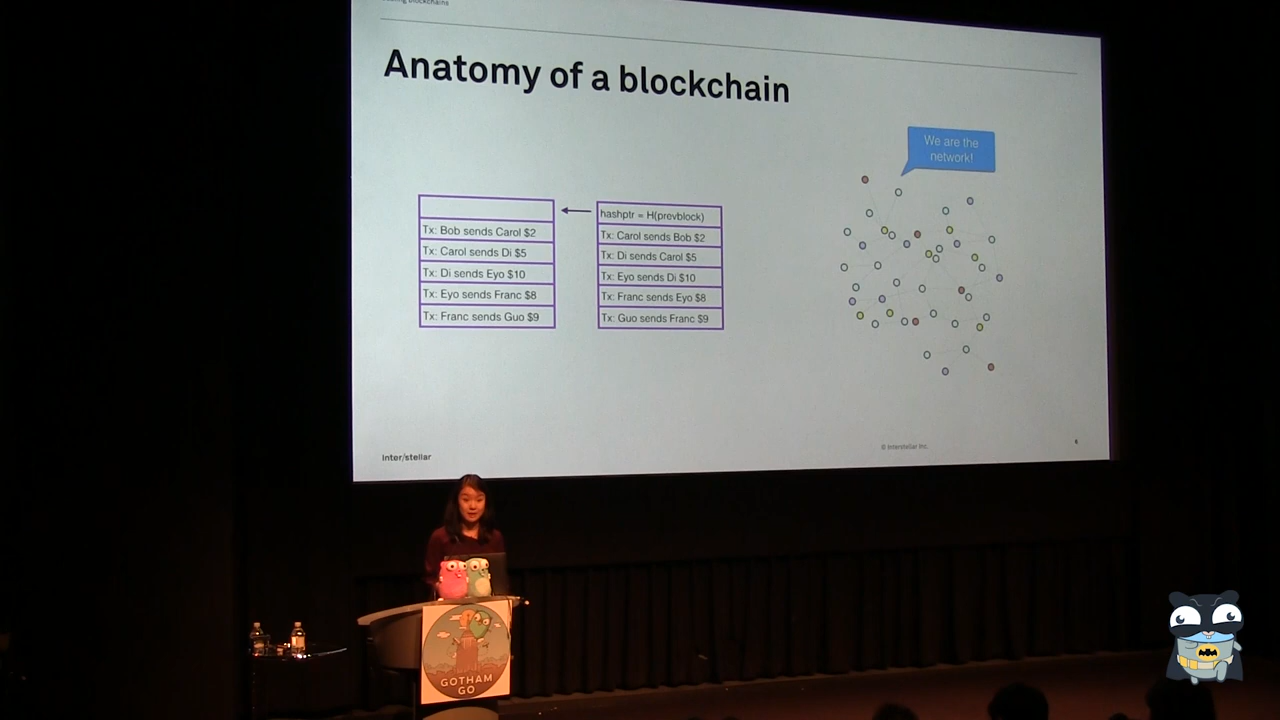 blockchains
Anatomy of a blockchain
We are the
network!
hashptr = H(prevblock)
Tx: Bob sends Carol $2
Tx: Carol sends Di $5
Tx: Di sends Eyo $10
Tx: Eyo sends Franc $8
Tx: Franc sends Guo $9
Tx: Carol sends Bob $2
Tx: Di sends Carol $5
Tx: Eyo sends Di $10
Tx: Franc sends Eyo $8
Tx: Guo sends Franc $9
Inter/stellar
© Interstellar Inc.
GOTHAM
GO